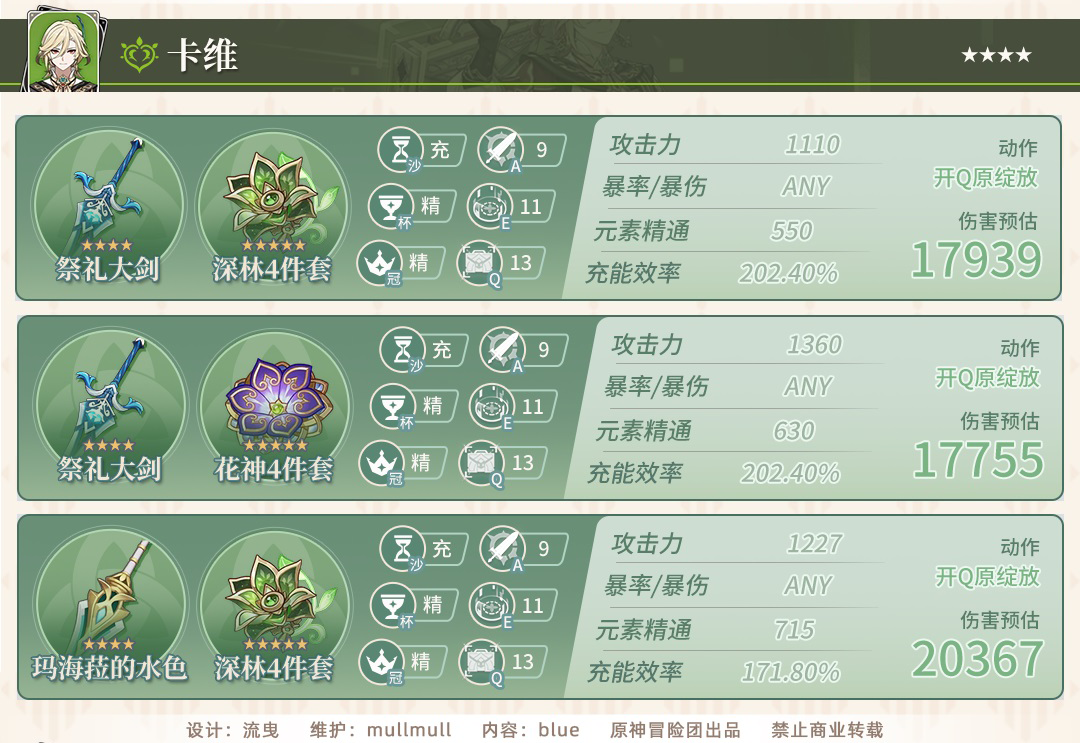 卡维
祭礼大剑
深林4件套
沙 充 A 9
杯 精 E 11
冠 精 Q 13
攻击力 1110
暴率/暴伤 ANY
元素精通 550
充能效率 202.40%
动作
开Q原绽放
伤害预估
17939
祭礼大剑
花神4件套
沙 充 A 9
杯 精 E 11
冠 精 Q 13
攻击力 1360
暴率/暴伤 ANY
元素精通 630
充能效率 202.40%
动作
开Q原绽放
伤害预估
17755
玛海菈的水色
深林4件套
沙 充 A 9
杯 精 E 11
冠 精 Q 13
攻击力 1227
暴率/暴伤 ANY
元素精通 715
充能效率 171.80%
动作
开Q原绽放
伤害预估
20367
设计：流曳 维护：mullmull 内容：blue 原神冒险团出品 禁止商业转载